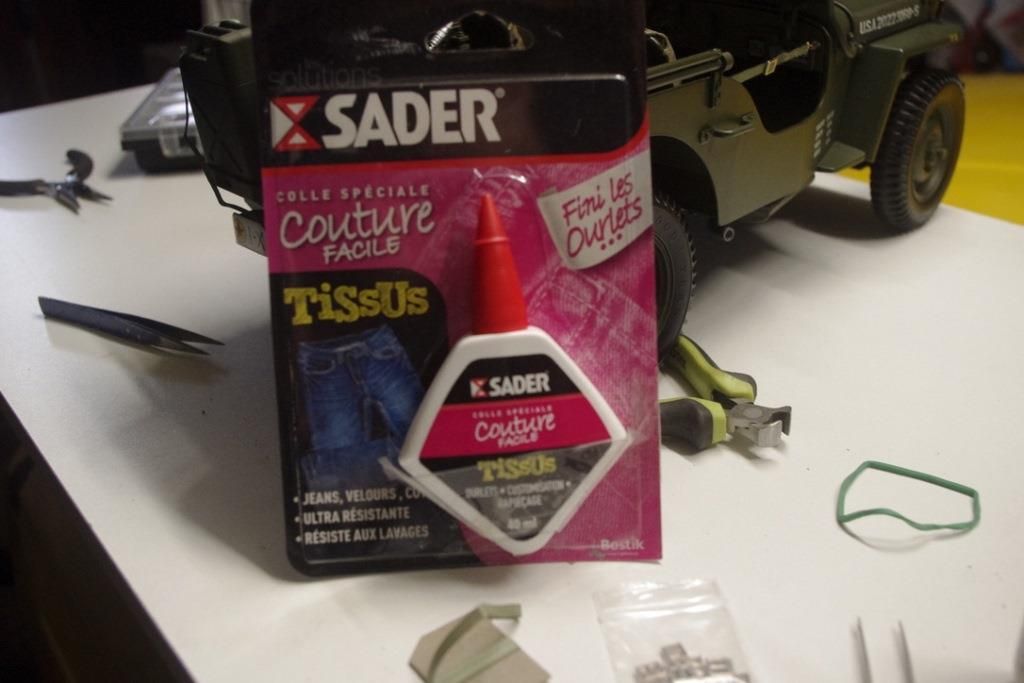 solutions
SADER®
COLLE SPÉCIALE
Couture
FACILE
Fini les
Ourlets...
TiSSUS
SADER
COLLE SPÉCIALE
Couture
FACILE
TiSSUS
OURLETS • CUSTOMISATION •
RAPIÉÇAGE
40 ml
• JEANS, VELOURS,
• ULTRA RÉSISTANTE
• RÉSISTE AUX LAVAGES
Bostik